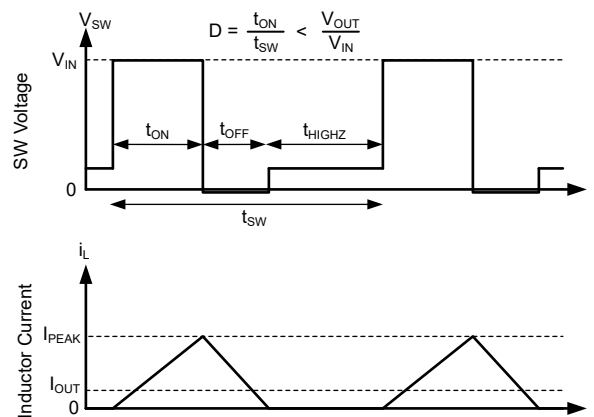 V_SW
D = t_ON / t_SW < V_OUT / V_IN
V_IN
SW Voltage
t_ON
t_OFF
t_HIGHZ
0
t_SW
i_L
Inductor Current
I_PEAK
I_OUT
0